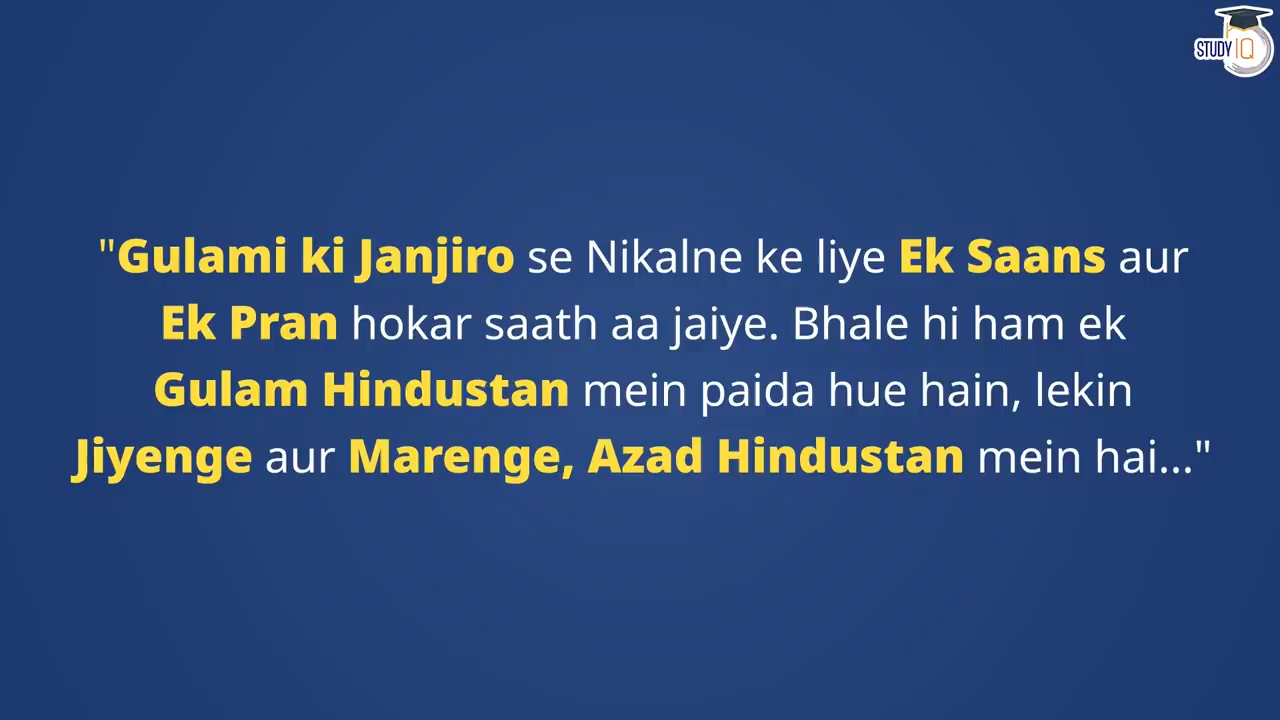 STUDY IQ
"Gulami ki Janjiro se Nikalne ke liye Ek Saans aur
Ek Pran hokar saath aa jaiye. Bhale hi ham ek
Gulam Hindustan mein paida hue hain, lekin
Jiyenge aur Marenge, Azad Hindustan mein hai..."